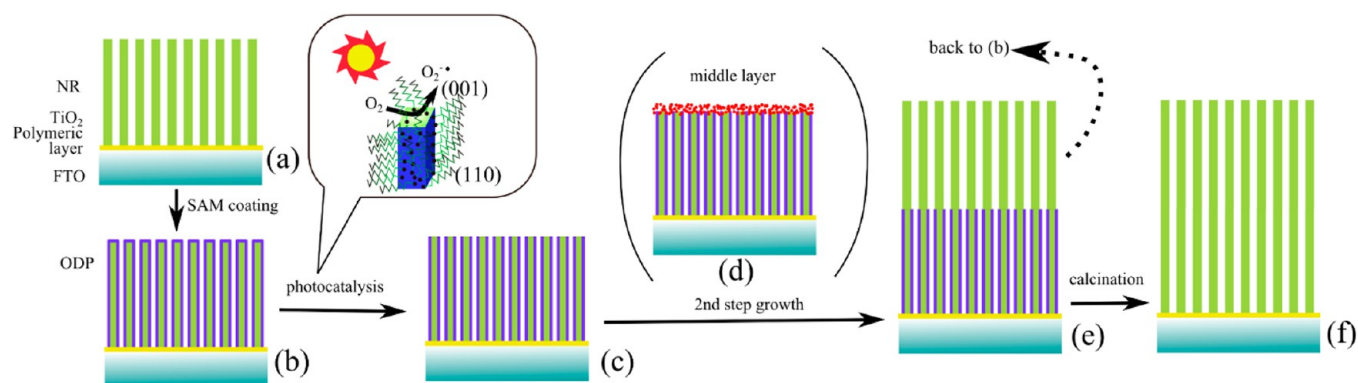 NR
TiO2
Polymeric
layer
FTO
(a)
SAM coating
ODP
(b)
photocatalysis
O2
O2-•
(001)
(110)
(c)
middle layer
(d)
2nd step growth
back to (b)
(e)
calcination
(f)